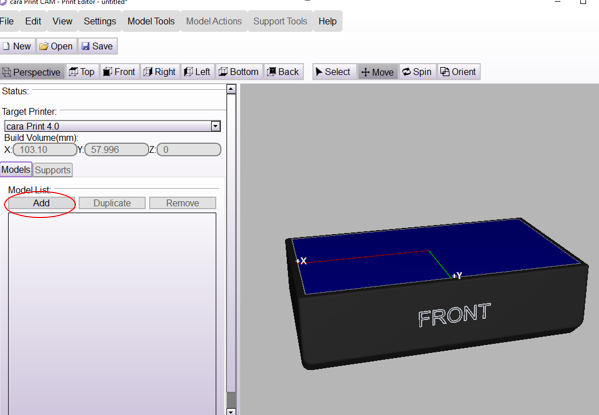 cara Print CAM - Print Editor - untitled*
File Edit View Settings Model Tools Model Actions Support Tools Help
New Open Save
Perspective Top Front Right Left Bottom Back Select Move Spin Orient
Status:
Target Printer:
cara Print 4.0
Build Volume(mm):
X: 103.10 Y: 57.996 Z: 0
Models Supports
Model List:
Add Duplicate Remove
+X
+Y
FRONT